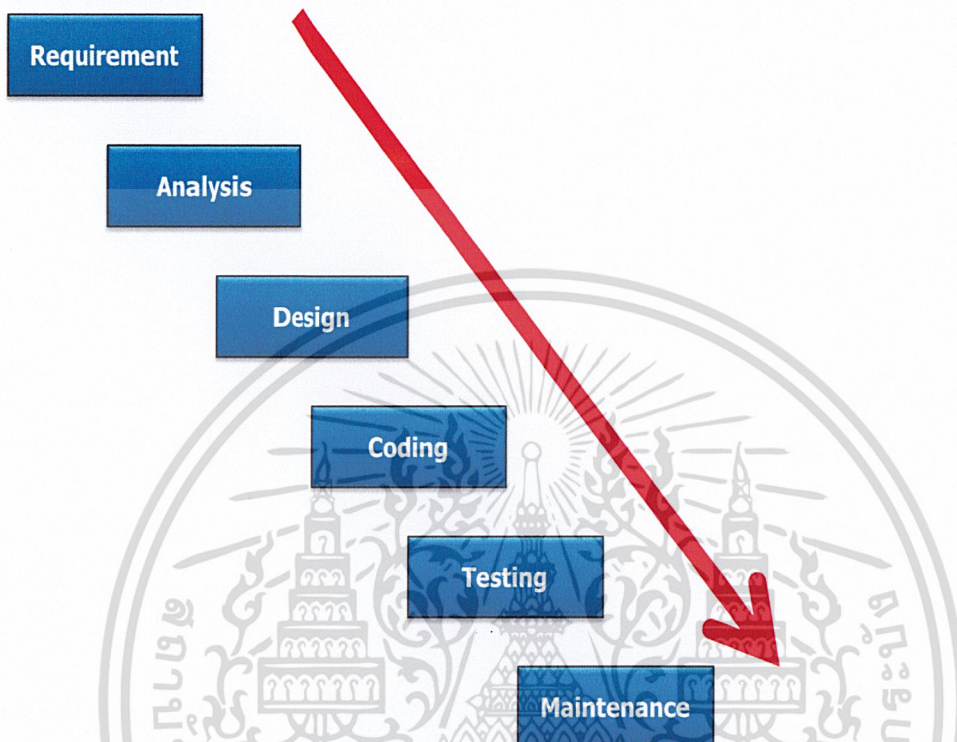 Requirement
Analysis
Design
Coding
Testing
Maintenance